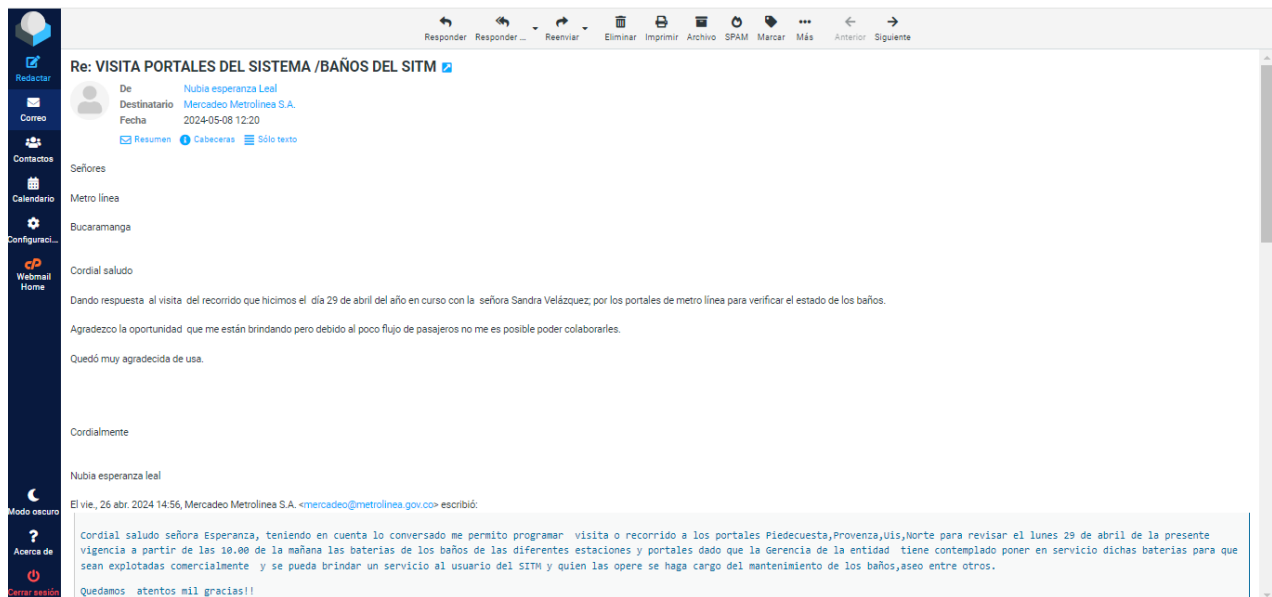 Responder Responder ... Reenviar Eliminar Imprimir Archivo SPAM Marcar Más Anterior Siguiente
Redactar
Correo
Contactos
Calendario
Configuraci...
cP
Webmail
Home
Modo oscuro
Acerca de
Cerrar sesión
Re: VISITA PORTALES DEL SISTEMA /BAÑOS DEL SITM
De Nubia esperanza Leal
Destinatario Mercadeo Metrolinea S.A.
Fecha 2024-05-08 12:20
Resumen Cabeceras Sólo texto
Señores
Metro línea
Bucaramanga
Cordial saludo
Dando respuesta al visita del recorrido que hicimos el día 29 de abril del año en curso con la señora Sandra Velázquez; por los portales de metro línea para verificar el estado de los baños.
Agradezco la oportunidad que me están brindando pero debido al poco flujo de pasajeros no me es posible poder colaborarles.
Quedó muy agradecida de usa.
Cordialmente
Nubia esperanza leal
El vie., 26 abr. 2024 14:56, Mercadeo Metrolinea S.A. <mercadeo@metrolinea.gov.co> escribió:
Cordial saludo señora Esperanza, teniendo en cuenta lo conversado me permito programar visita o recorrido a los portales Piedecuesta,Provenza,Uis,Norte para revisar el lunes 29 de abril de la presente
vigencia a partir de las 10.00 de la mañana las baterias de los baños de las diferentes estaciones y portales dado que la Gerencia de la entidad tiene contemplado poner en servicio dichas baterias para que
sean explotadas comercialmente y se pueda brindar un servicio al usuario del SITM y quien las opere se haga cargo del mantenimiento de los baños,aseo entre otros.
Quedamos atentos mil gracias!!